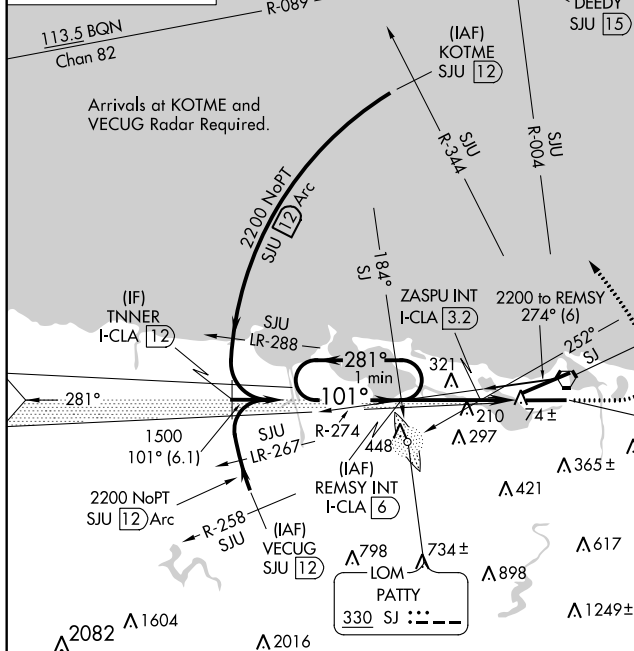 R-089
DEEDY
SJU 15
113.5 BQN
Chan 82
(IAF)
KOTME
SJU 12
Arrivals at KOTME and
VECUG Radar Required.
SJU
R-344
SJU
R-004
2200 NoPT
SJU 12 Arc
184°
SJ
(IF)
TNNER
I-CLA 12
ZASPU INT
I-CLA 3.2
2200 to REMSY
274° (6)
SJU
LR-288
252°
SJ
281°
1 min
321
281°
101°
210
74±
1500
101° (6.1)
SJU
LR-267
R-274
448
297
(IAF)
REMSY INT
I-CLA 6
365±
421
2200 NoPT
SJU 12 Arc
R-258
SJU
(IAF)
VECUG
SJU 12
617
798
734±
898
LOM
PATTY
330 SJ
1249±
1604
2082
2016